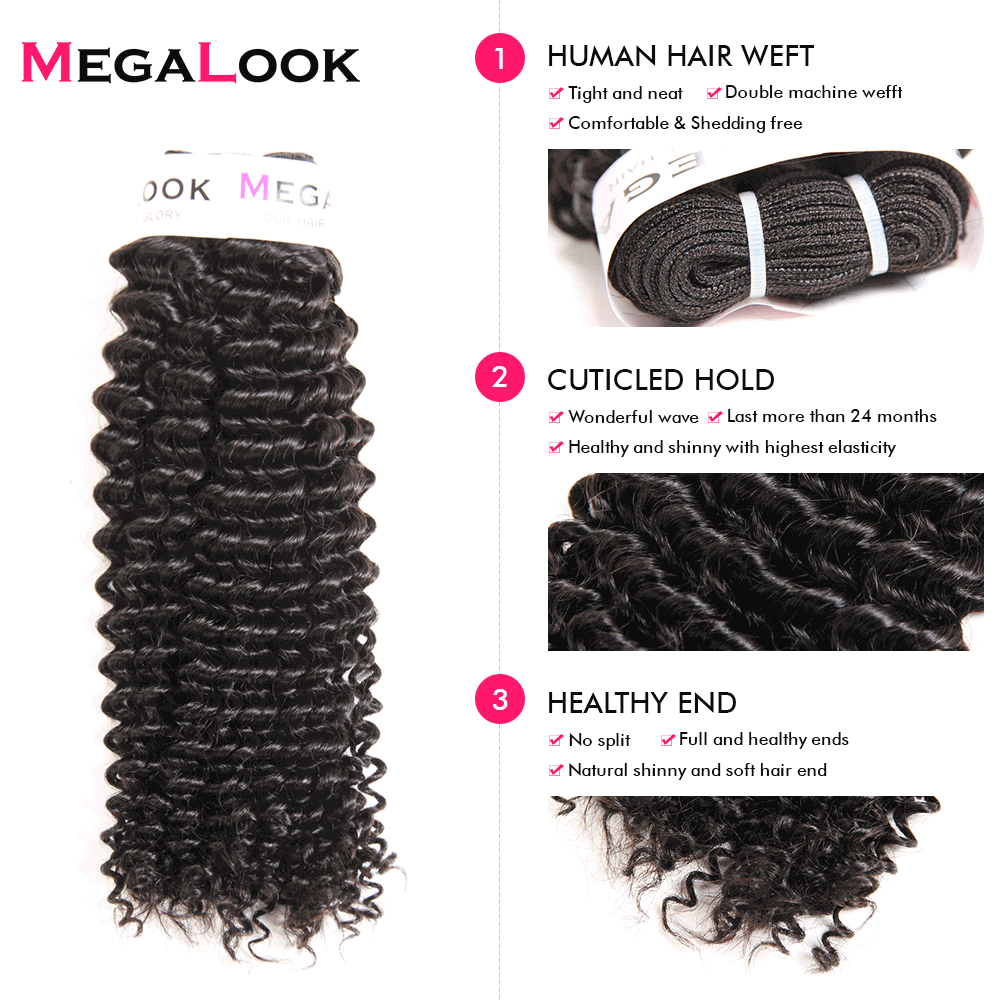 MEGALOOK
OOK MEGA
GLORY OUR HAIR
1 HUMAN HAIR WEFT
Tight and neat Double machine wefft
Comfortable & Shedding free
E G A
HAIR
2 CUTICLED HOLD
Wonderful wave Last more than 24 months
Healthy and shinny with highest elasticity
3 HEALTHY END
No split Full and healthy ends
Natural shinny and soft hair end